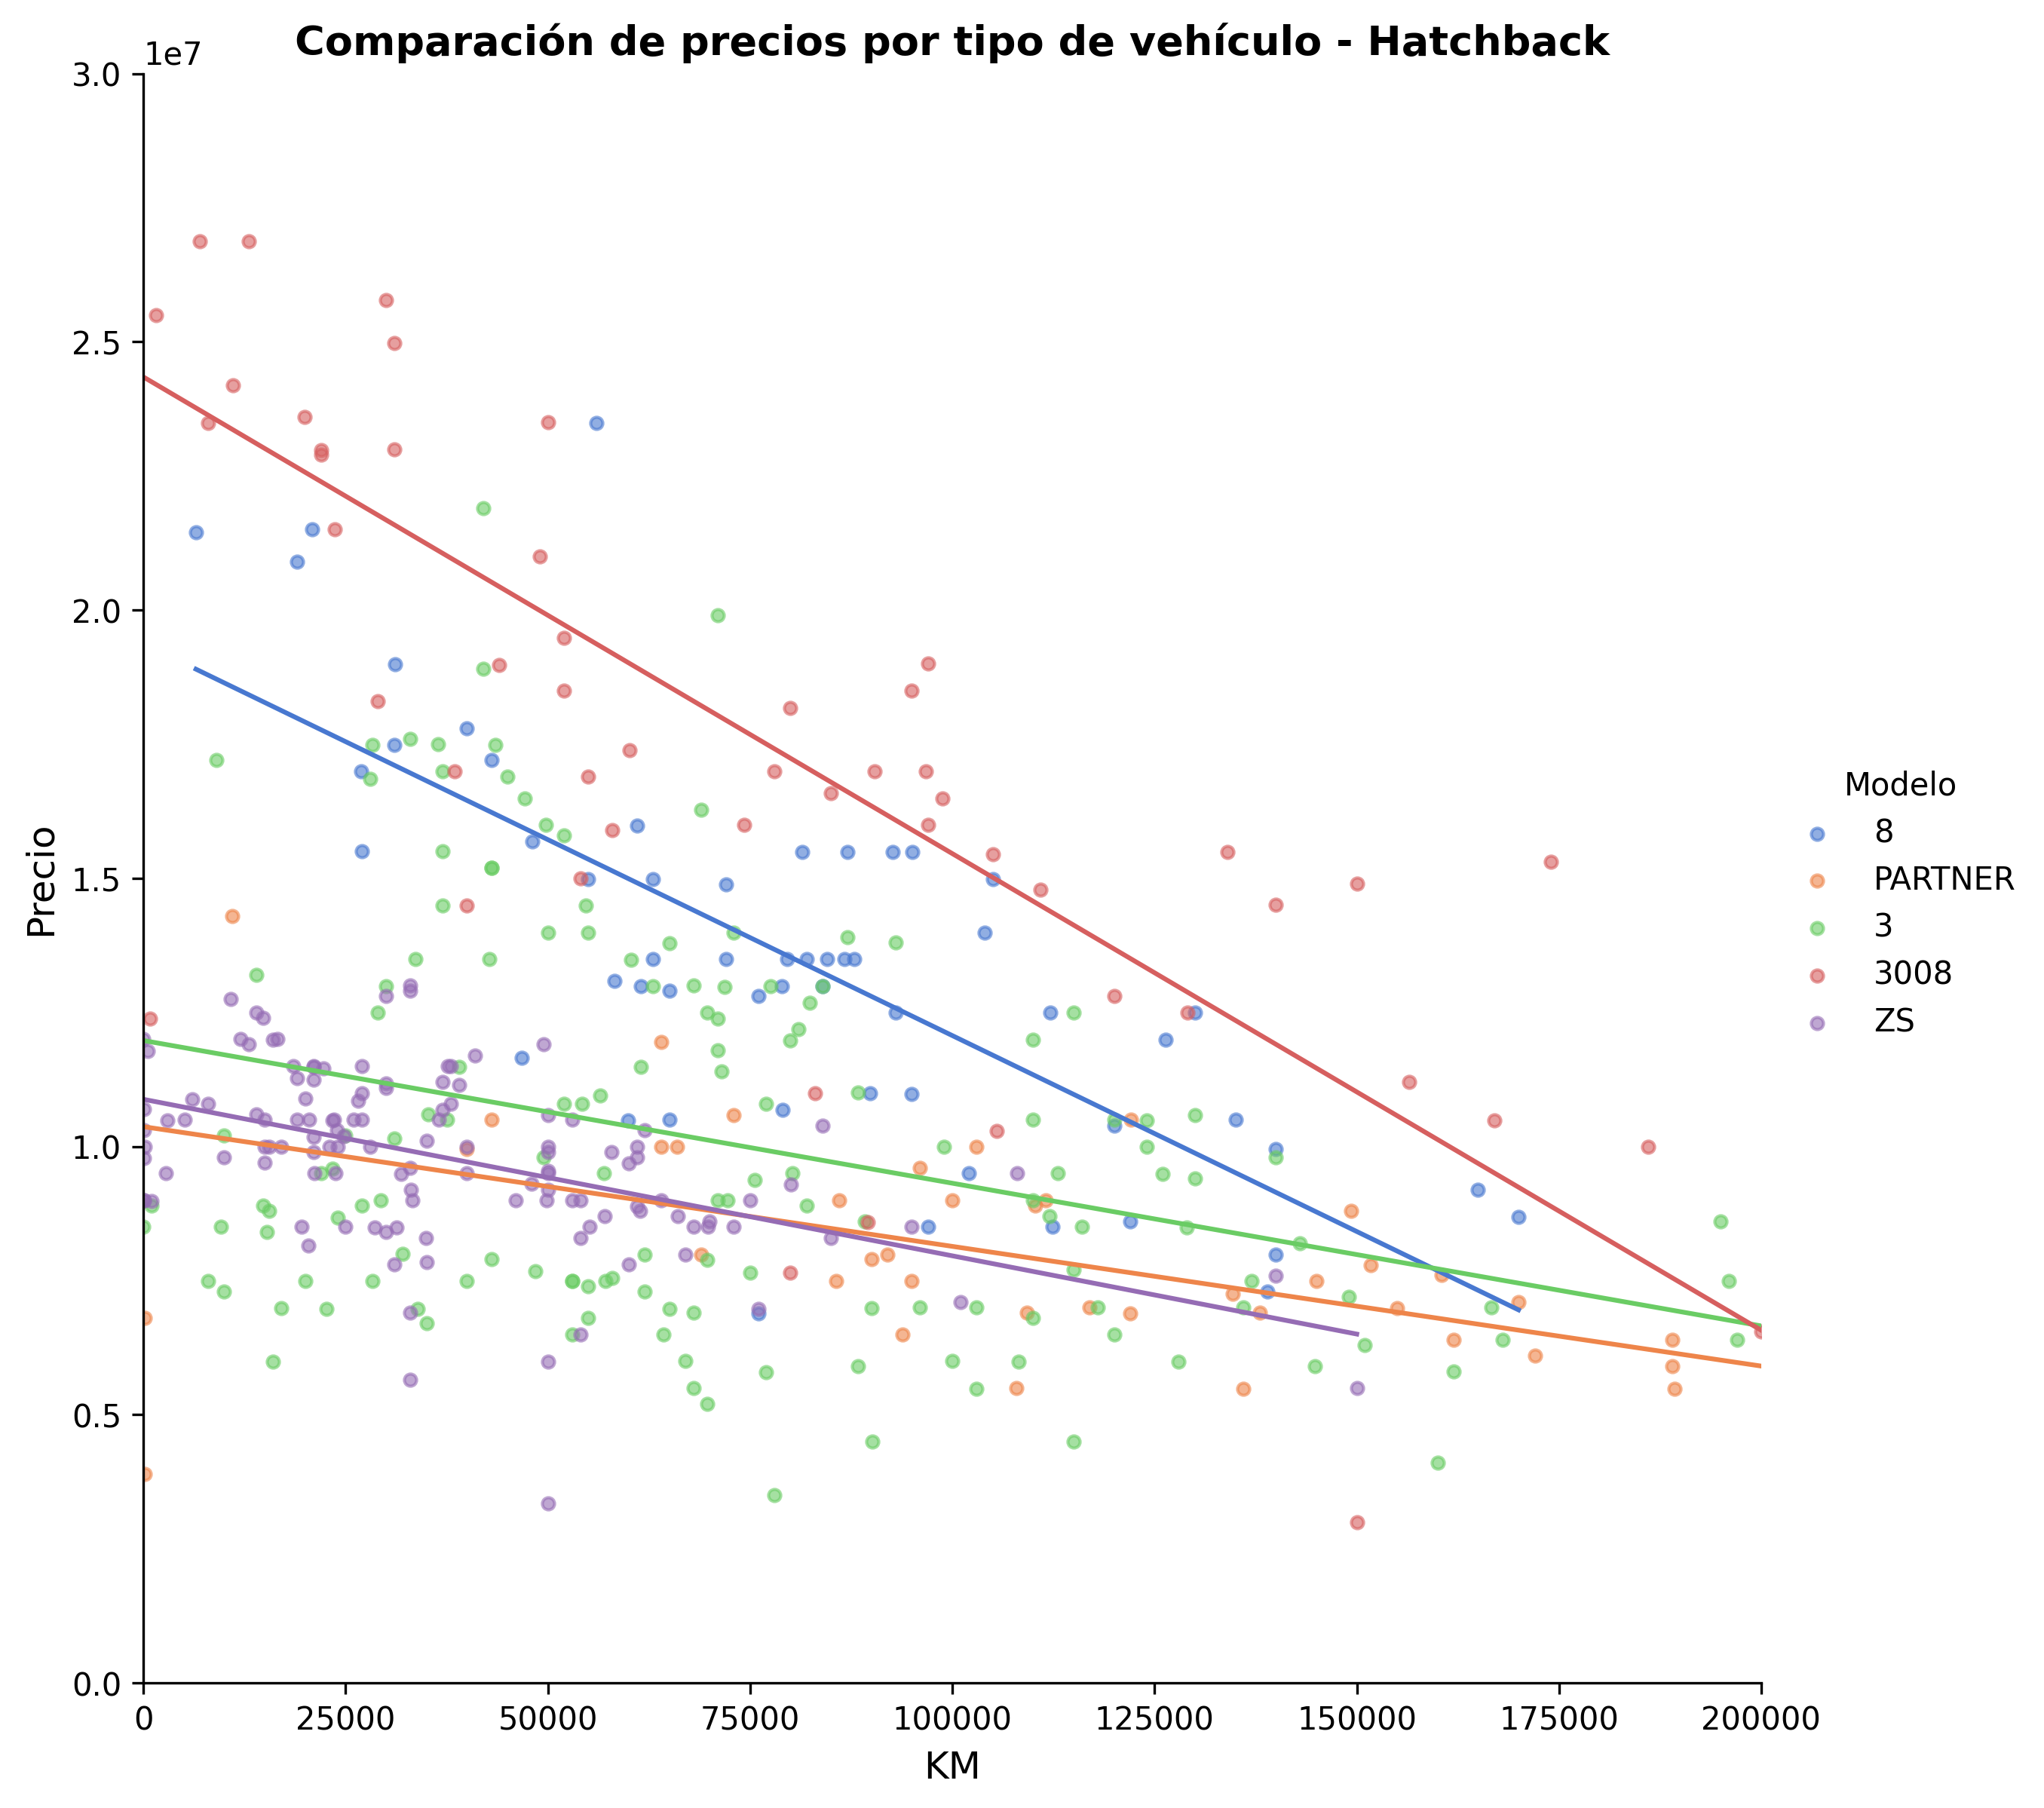 Comparación de precios por tipo de vehículo - Hatchback
1e7
3.0
2.5
2.0
1.5
1.0
0.5
0.0
Precio
0 25000 50000 75000 100000 125000 150000 175000 200000
KM
Modelo
8
PARTNER
3
3008
ZS